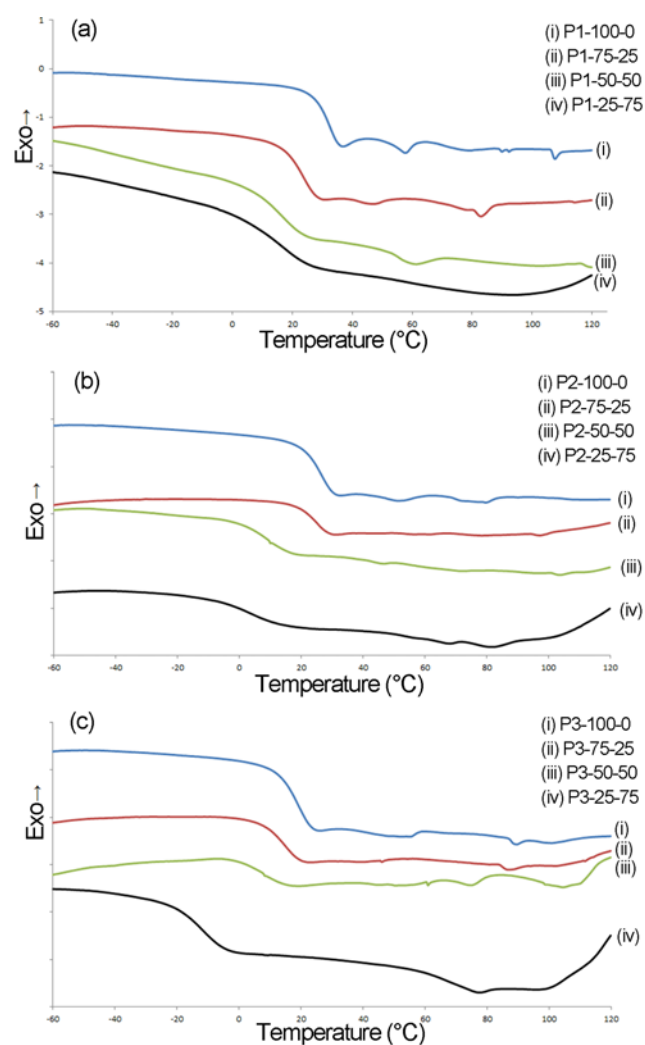 (a)
(i) P1-100-0
(ii) P1-75-25
(iii) P1-50-50
(iv) P1-25-75
Exo→
1
0
-1
-2
-3
-4
-5
(i)
(ii)
(iii)
(iv)
-60 -40 -20 0 20 40 60 80 100 120
Temperature (°C)
(b)
(i) P2-100-0
(ii) P2-75-25
(iii) P2-50-50
(iv) P2-25-75
Exo→
(i)
(ii)
(iii)
(iv)
-60 -40 -20 0 20 40 60 80 100 120
Temperature (°C)
(c)
(i) P3-100-0
(ii) P3-75-25
(iii) P3-50-50
(iv) P3-25-75
Exo→
(i)
(ii)
(iii)
(iv)
-60 -40 -20 0 20 40 60 80 100 120
Temperature (°C)